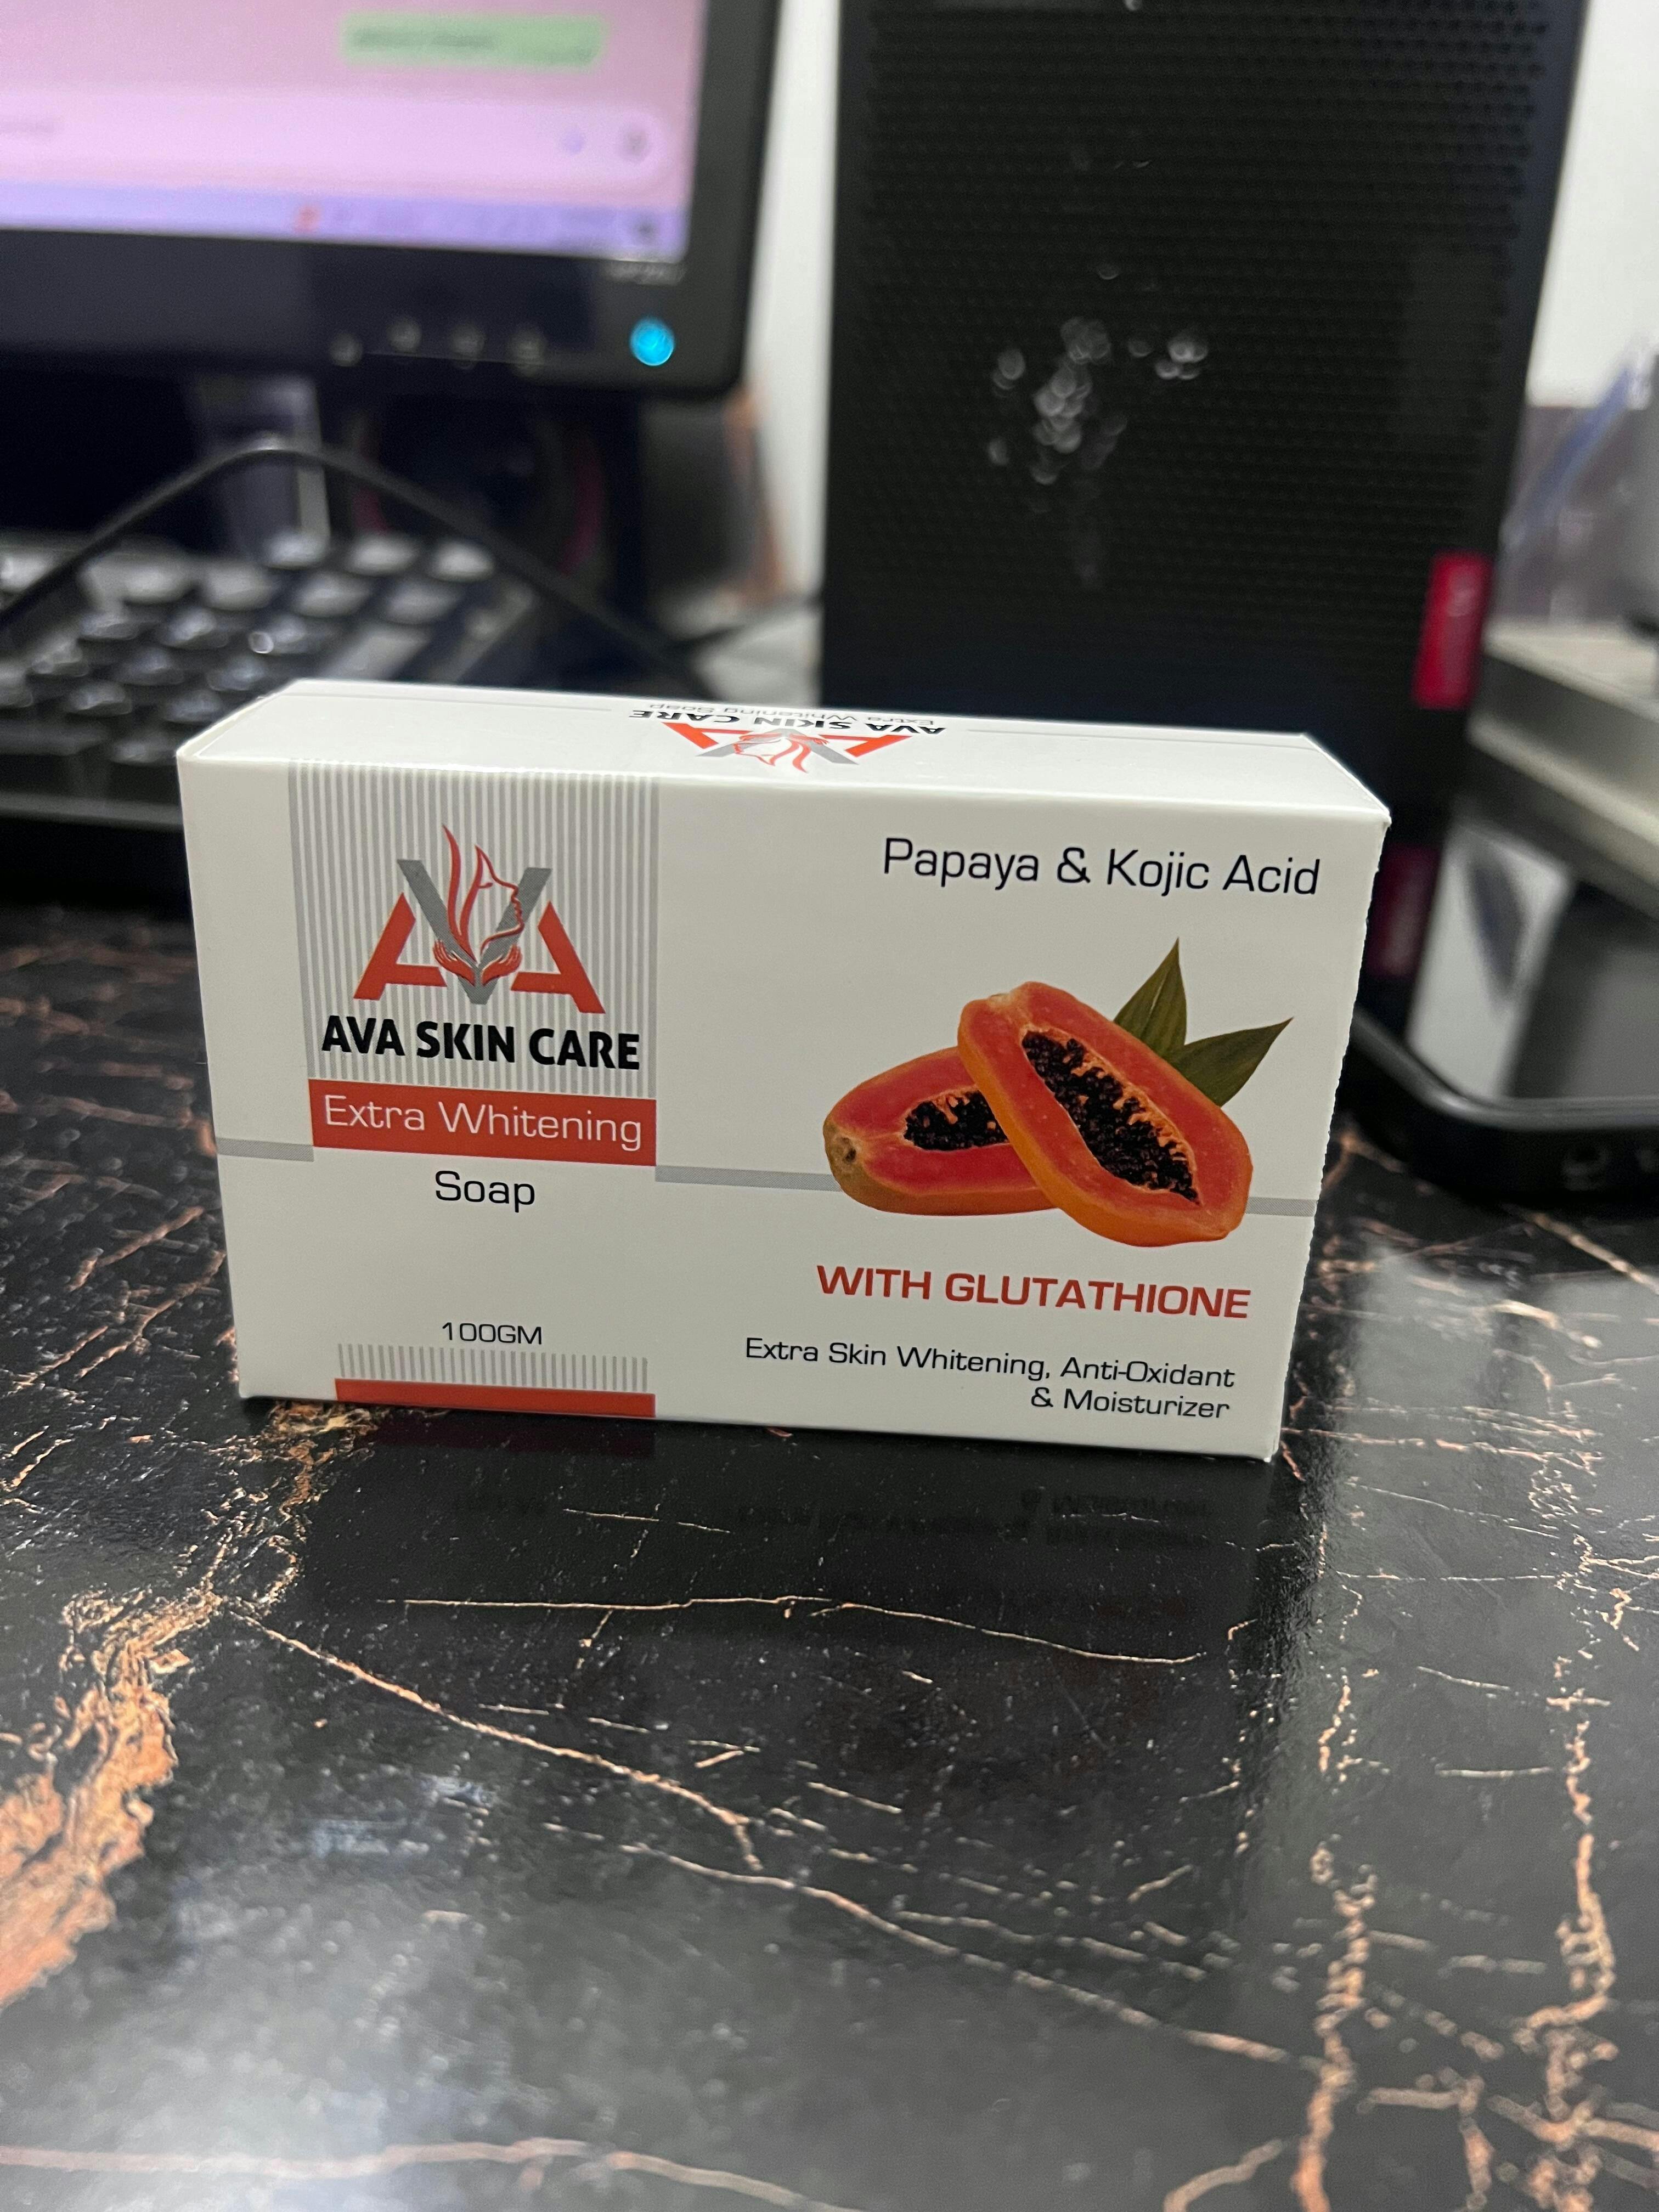 AVA SKIN CARE
Extra Whitening Soap
AVA
AVA SKIN CARE
Extra Whitening
Soap
100GM
Papaya & Kojic Acid
WITH GLUTATHIONE
Extra Skin Whitening, Anti-Oxidant
& Moisturizer